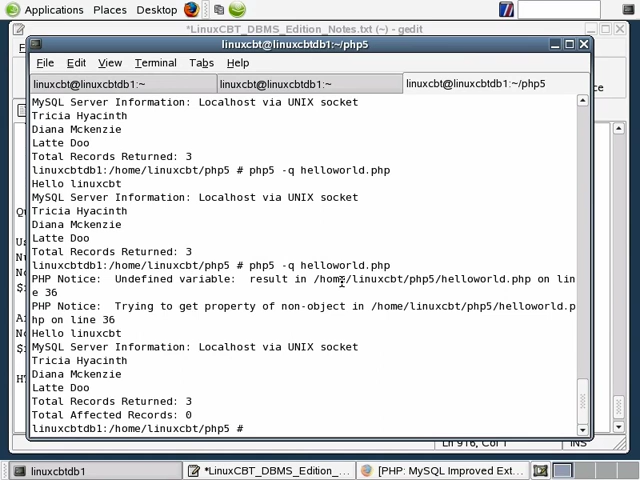 Applications Places Desktop
*LinuxCBT_DBMS_Edition_Notes.txt (~) - gedit
linuxcbt@linuxcbtdb1:~/php5
File Edit View Terminal Tabs Help
linuxcbt@linuxcbtdb1:~ linuxcbt@linuxcbtdb1:~ linuxcbt@linuxcbtdb1:~/php5
MySQL Server Information: Localhost via UNIX socket
Tricia Hyacinth
Diana Mckenzie
Latte Doo
Total Records Returned: 3
linuxcbtdb1:/home/linuxcbt/php5 # php5 -q helloworld.php
Hello linuxcbt
MySQL Server Information: Localhost via UNIX socket
Tricia Hyacinth
Diana Mckenzie
Latte Doo
Total Records Returned: 3
linuxcbtdb1:/home/linuxcbt/php5 # php5 -q helloworld.php
PHP Notice:  Undefined variable:  result in /home/linuxcbt/php5/helloworld.php on lin
e 36
PHP Notice:  Trying to get property of non-object in /home/linuxcbt/php5/helloworld.p
hp on line 36
Hello linuxcbt
MySQL Server Information: Localhost via UNIX socket
Tricia Hyacinth
Diana Mckenzie
Latte Doo
Total Records Returned: 3
Total Affected Records: 0
linuxcbtdb1:/home/linuxcbt/php5 #
Ln 916, Col 1 INS
linuxcbtdb1 *LinuxCBT_DBMS_Edition_... [PHP: MySQL Improved Ext...